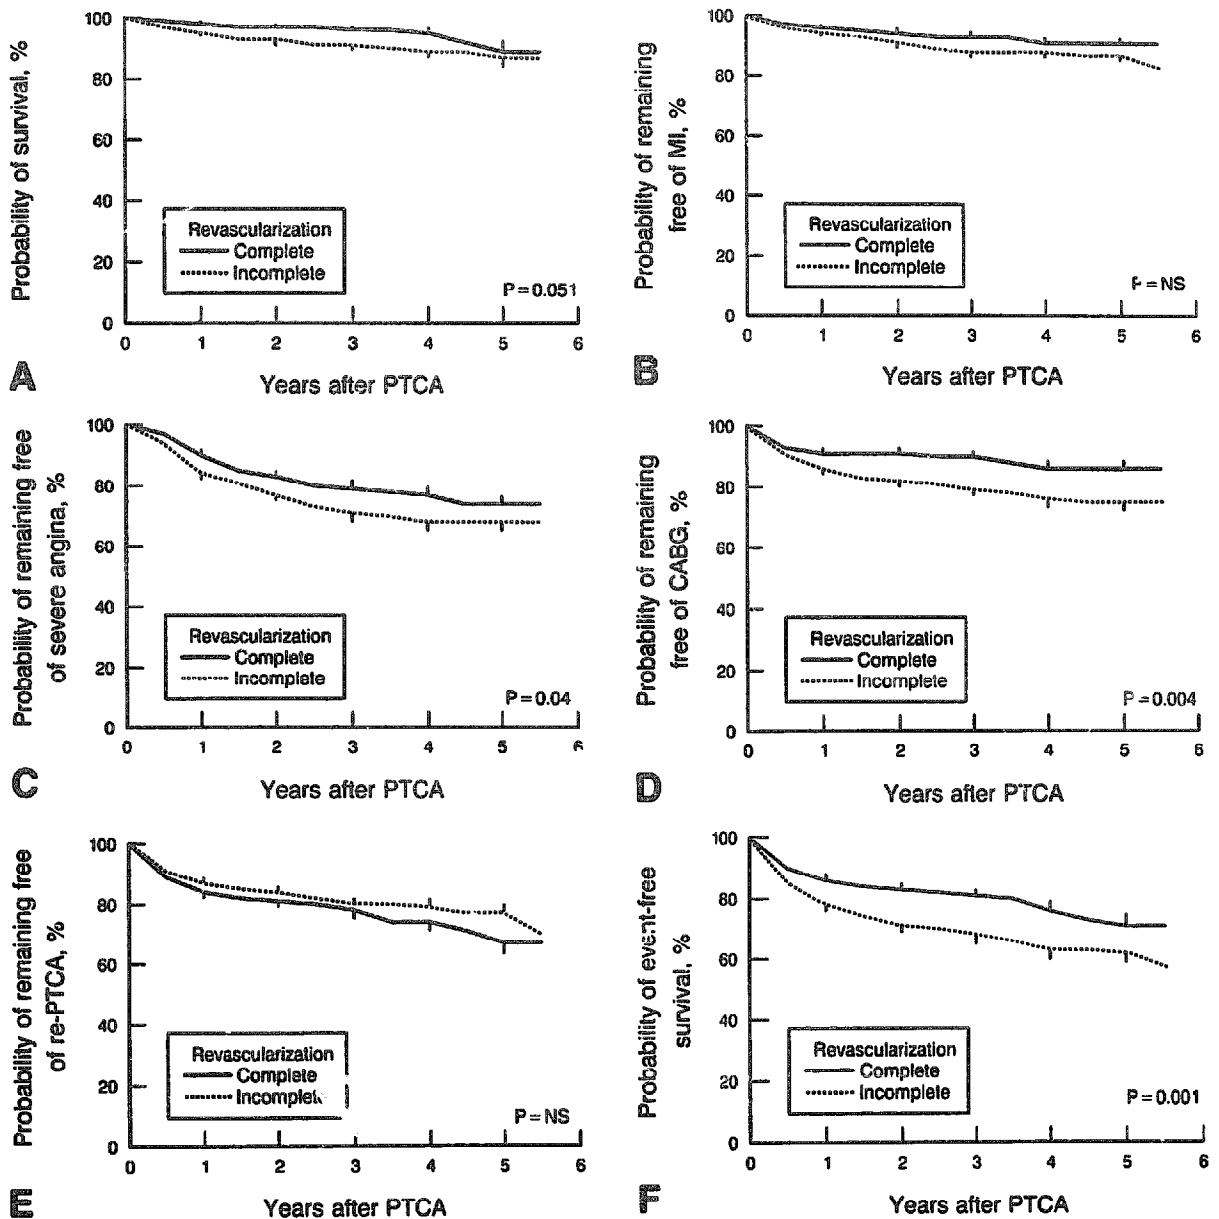 Probability of survival, %
100
80
60
40
20
0
Revascularization
Complete
Incomplete
P = 0.051
0 1 2 3 4 5 6
Years after PTCA
A
Probability of remaining
free of MI, %
100
80
60
40
20
0
Revascularization
Complete
Incomplete
P = NS
0 1 2 3 4 5 6
Years after PTCA
B
Probability of remaining free
of severe angina, %
100
80
60
40
20
0
Revascularization
Complete
Incomplete
P = 0.04
0 1 2 3 4 5 6
Years after PTCA
C
Probability of remaining
free of CABG, %
100
80
60
40
20
0
Revascularization
Complete
Incomplete
P = 0.004
0 1 2 3 4 5 6
Years after PTCA
D
Probability of remaining free
of re-PTCA, %
100
80
60
40
20
0
Revascularization
Complete
Incomplete
P = NS
0 1 2 3 4 5 6
Years after PTCA
E
Probability of event-free
survival, %
100
80
60
40
20
0
Revascularization
Complete
Incomplete
P = 0.001
0 1 2 3 4 5 6
Years after PTCA
F